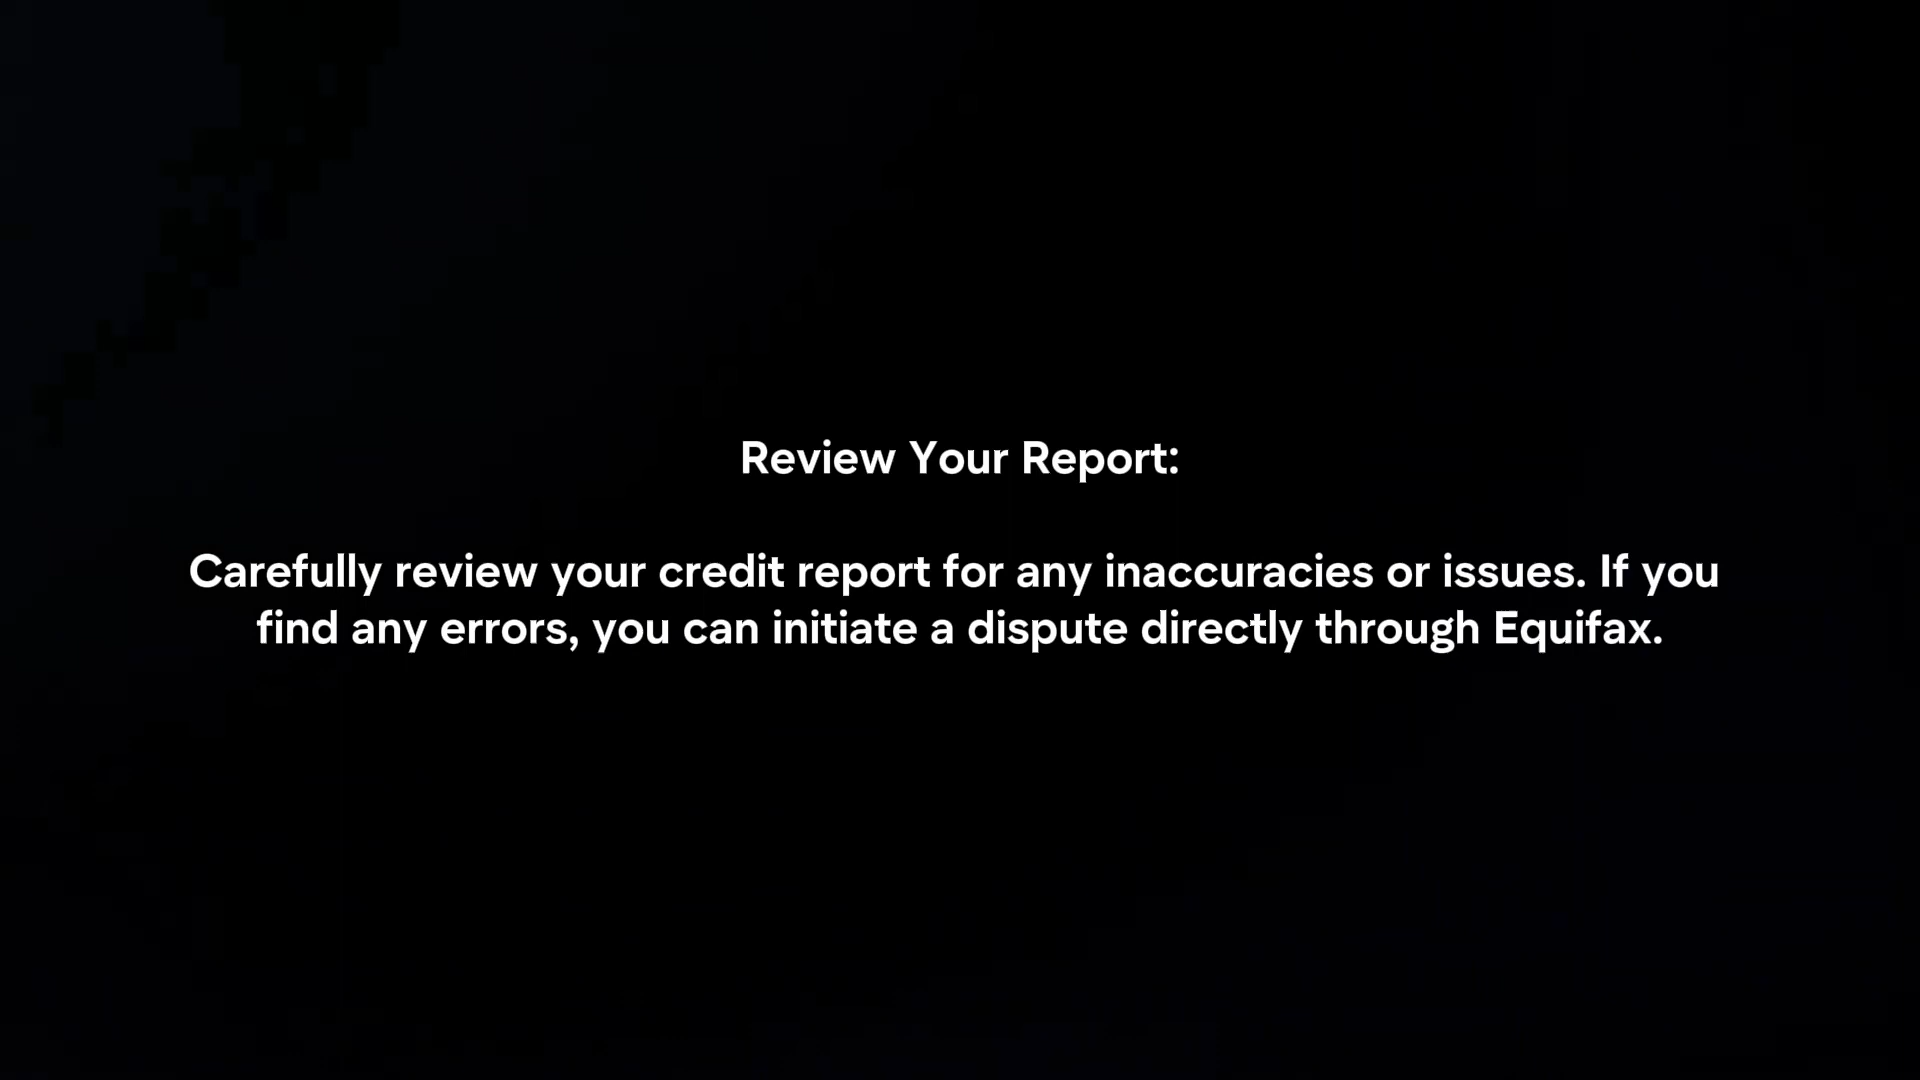 Review Your Report:
Carefully review your credit report for any inaccuracies or issues. If you
find any errors, you can initiate a dispute directly through Equifax.